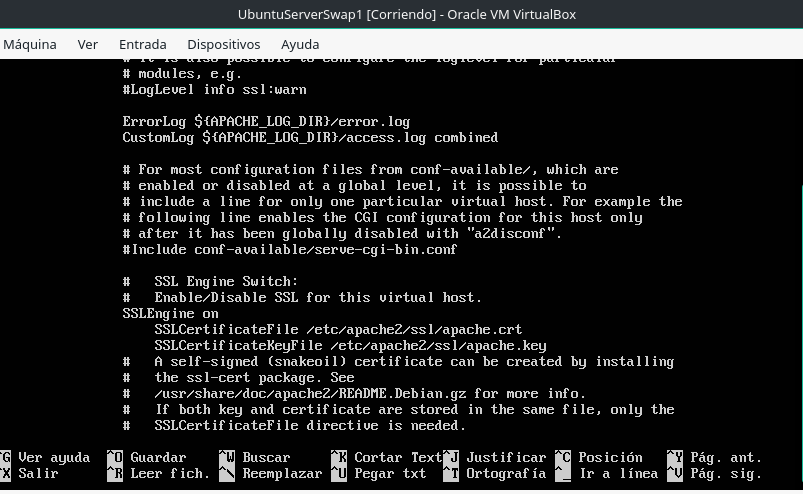 UbuntuServerSwap1 [Corriendo] - Oracle VM VirtualBox
Máquina Ver Entrada Dispositivos Ayuda
# It is also possible to configure the loglevel for particular
# modules, e.g.
#LogLevel info ssl:warn
ErrorLog ${APACHE_LOG_DIR}/error.log
CustomLog ${APACHE_LOG_DIR}/access.log combined
# For most configuration files from conf-available/, which are
# enabled or disabled at a global level, it is possible to
# include a line for only one particular virtual host. For example the
# following line enables the CGI configuration for this host only
# after it has been globally disabled with "a2disconf".
#Include conf-available/serve-cgi-bin.conf
#   SSL Engine Switch:
#   Enable/Disable SSL for this virtual host.
SSLEngine on
    SSLCertificateFile /etc/apache2/ssl/apache.crt
    SSLCertificateKeyFile /etc/apache2/ssl/apache.key
#   A self-signed (snakeoil) certificate can be created by installing
#   the ssl-cert package. See
#   /usr/share/doc/apache2/README.Debian.gz for more info.
#   If both key and certificate are stored in the same file, only the
#   SSLCertificateFile directive is needed.
^G Ver ayuda ^O Guardar ^W Buscar ^K Cortar Text ^J Justificar ^C Posición ^Y Pág. ant.
^X Salir ^R Leer fich. ^\ Reemplazar ^U Pegar txt ^T Ortografía ^_ Ir a línea ^V Pág. sig.